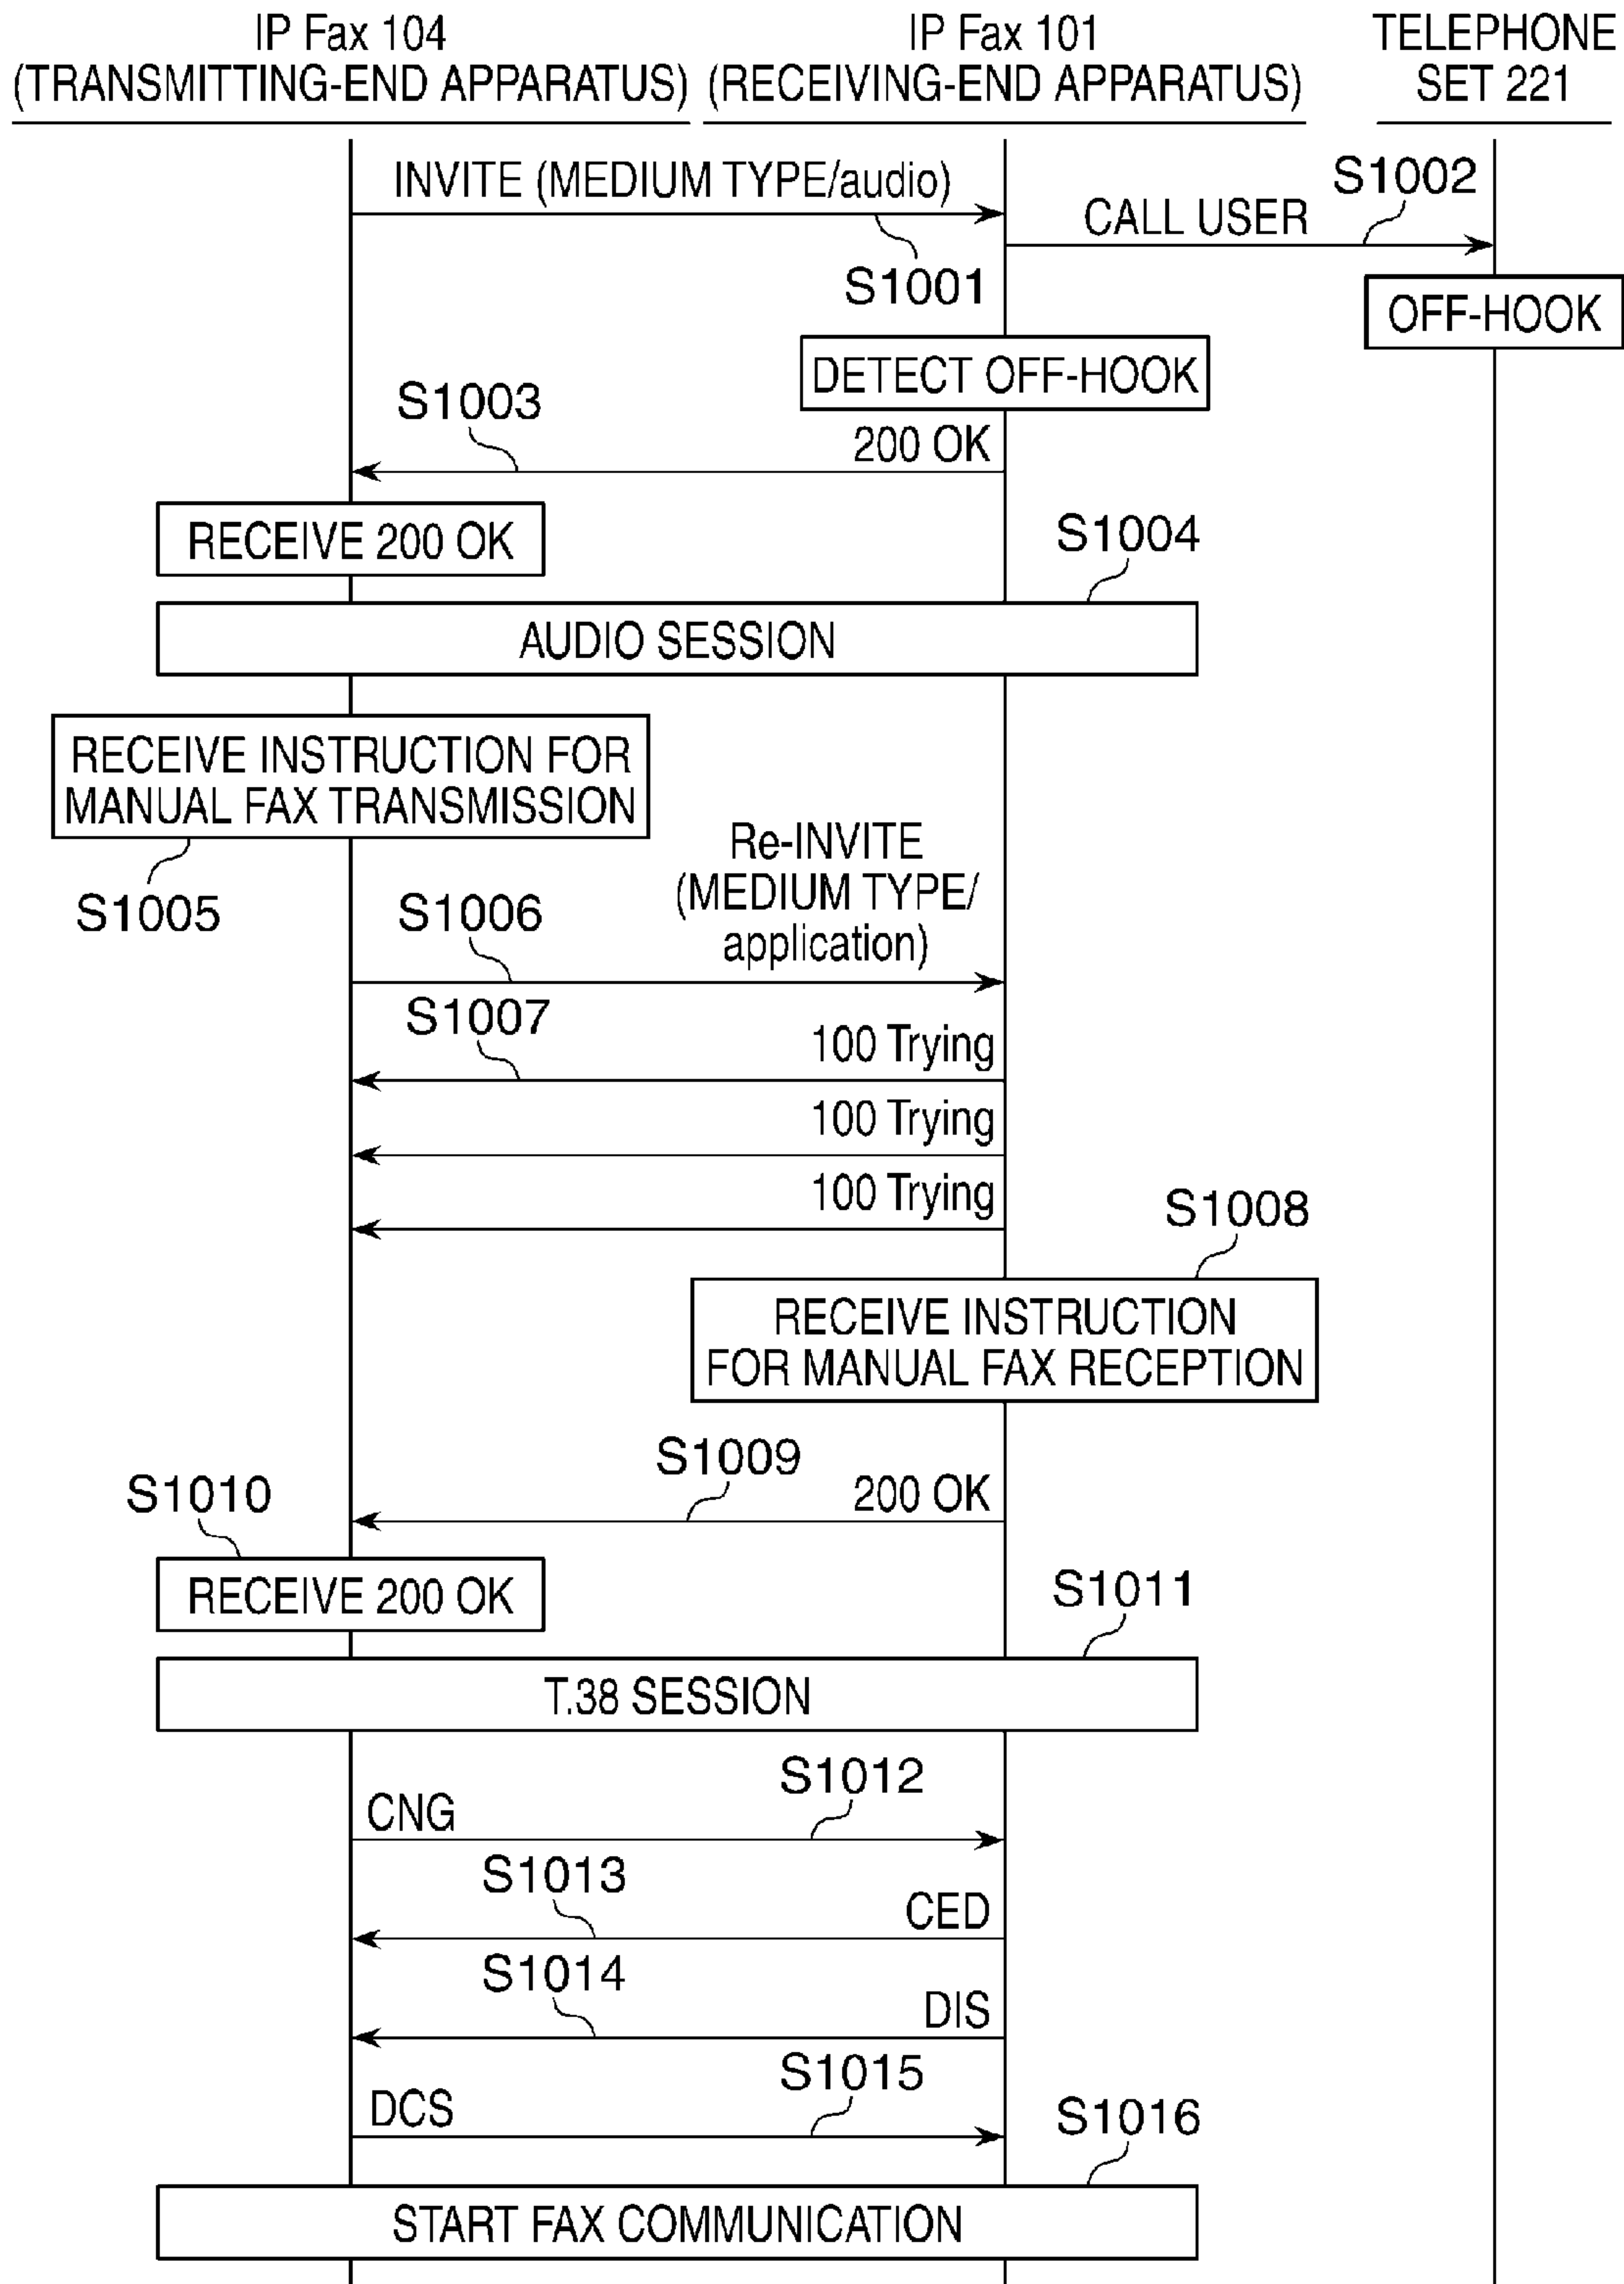 IP Fax 104
(TRANSMITTING-END APPARATUS)
IP Fax 101
(RECEIVING-END APPARATUS)
TELEPHONE
SET 221
INVITE (MEDIUM TYPE/audio)
S1001
S1002
CALL USER
OFF-HOOK
DETECT OFF-HOOK
S1003
200 OK
RECEIVE 200 OK
S1004
AUDIO SESSION
RECEIVE INSTRUCTION FOR
MANUAL FAX TRANSMISSION
S1005
S1006
Re-INVITE
(MEDIUM TYPE/
application)
S1007
100 Trying
100 Trying
100 Trying
S1008
RECEIVE INSTRUCTION
FOR MANUAL FAX RECEPTION
S1009
200 OK
S1010
RECEIVE 200 OK
S1011
T.38 SESSION
S1012
CNG
S1013
CED
S1014
DIS
S1015
DCS
S1016
START FAX COMMUNICATION